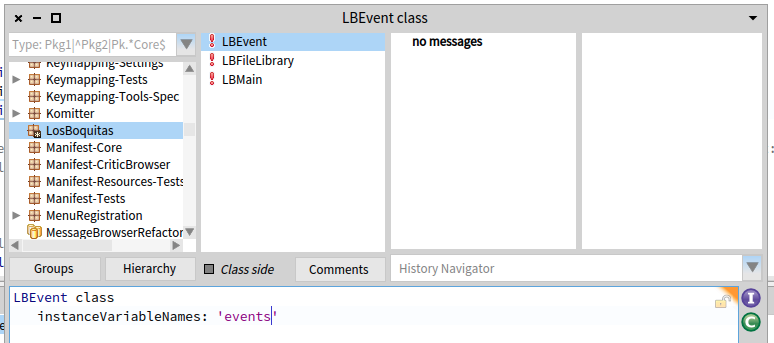 LBEvent class
Type: Pkg1|^Pkg2|Pk.*Core$
Keymapping-Settings
Keymapping-Tests
Keymapping-Tools-Spec
Komitter
LosBoquitas
Manifest-Core
Manifest-CriticBrowser
Manifest-Resources-Tests
Manifest-Tests
MenuRegistration
MessageBrowserRefactor
LBEvent
LBFileLibrary
LBMain
no messages
Groups
Hierarchy
Class side
Comments
History Navigator
LBEvent class
instanceVariableNames: 'events'
I
C